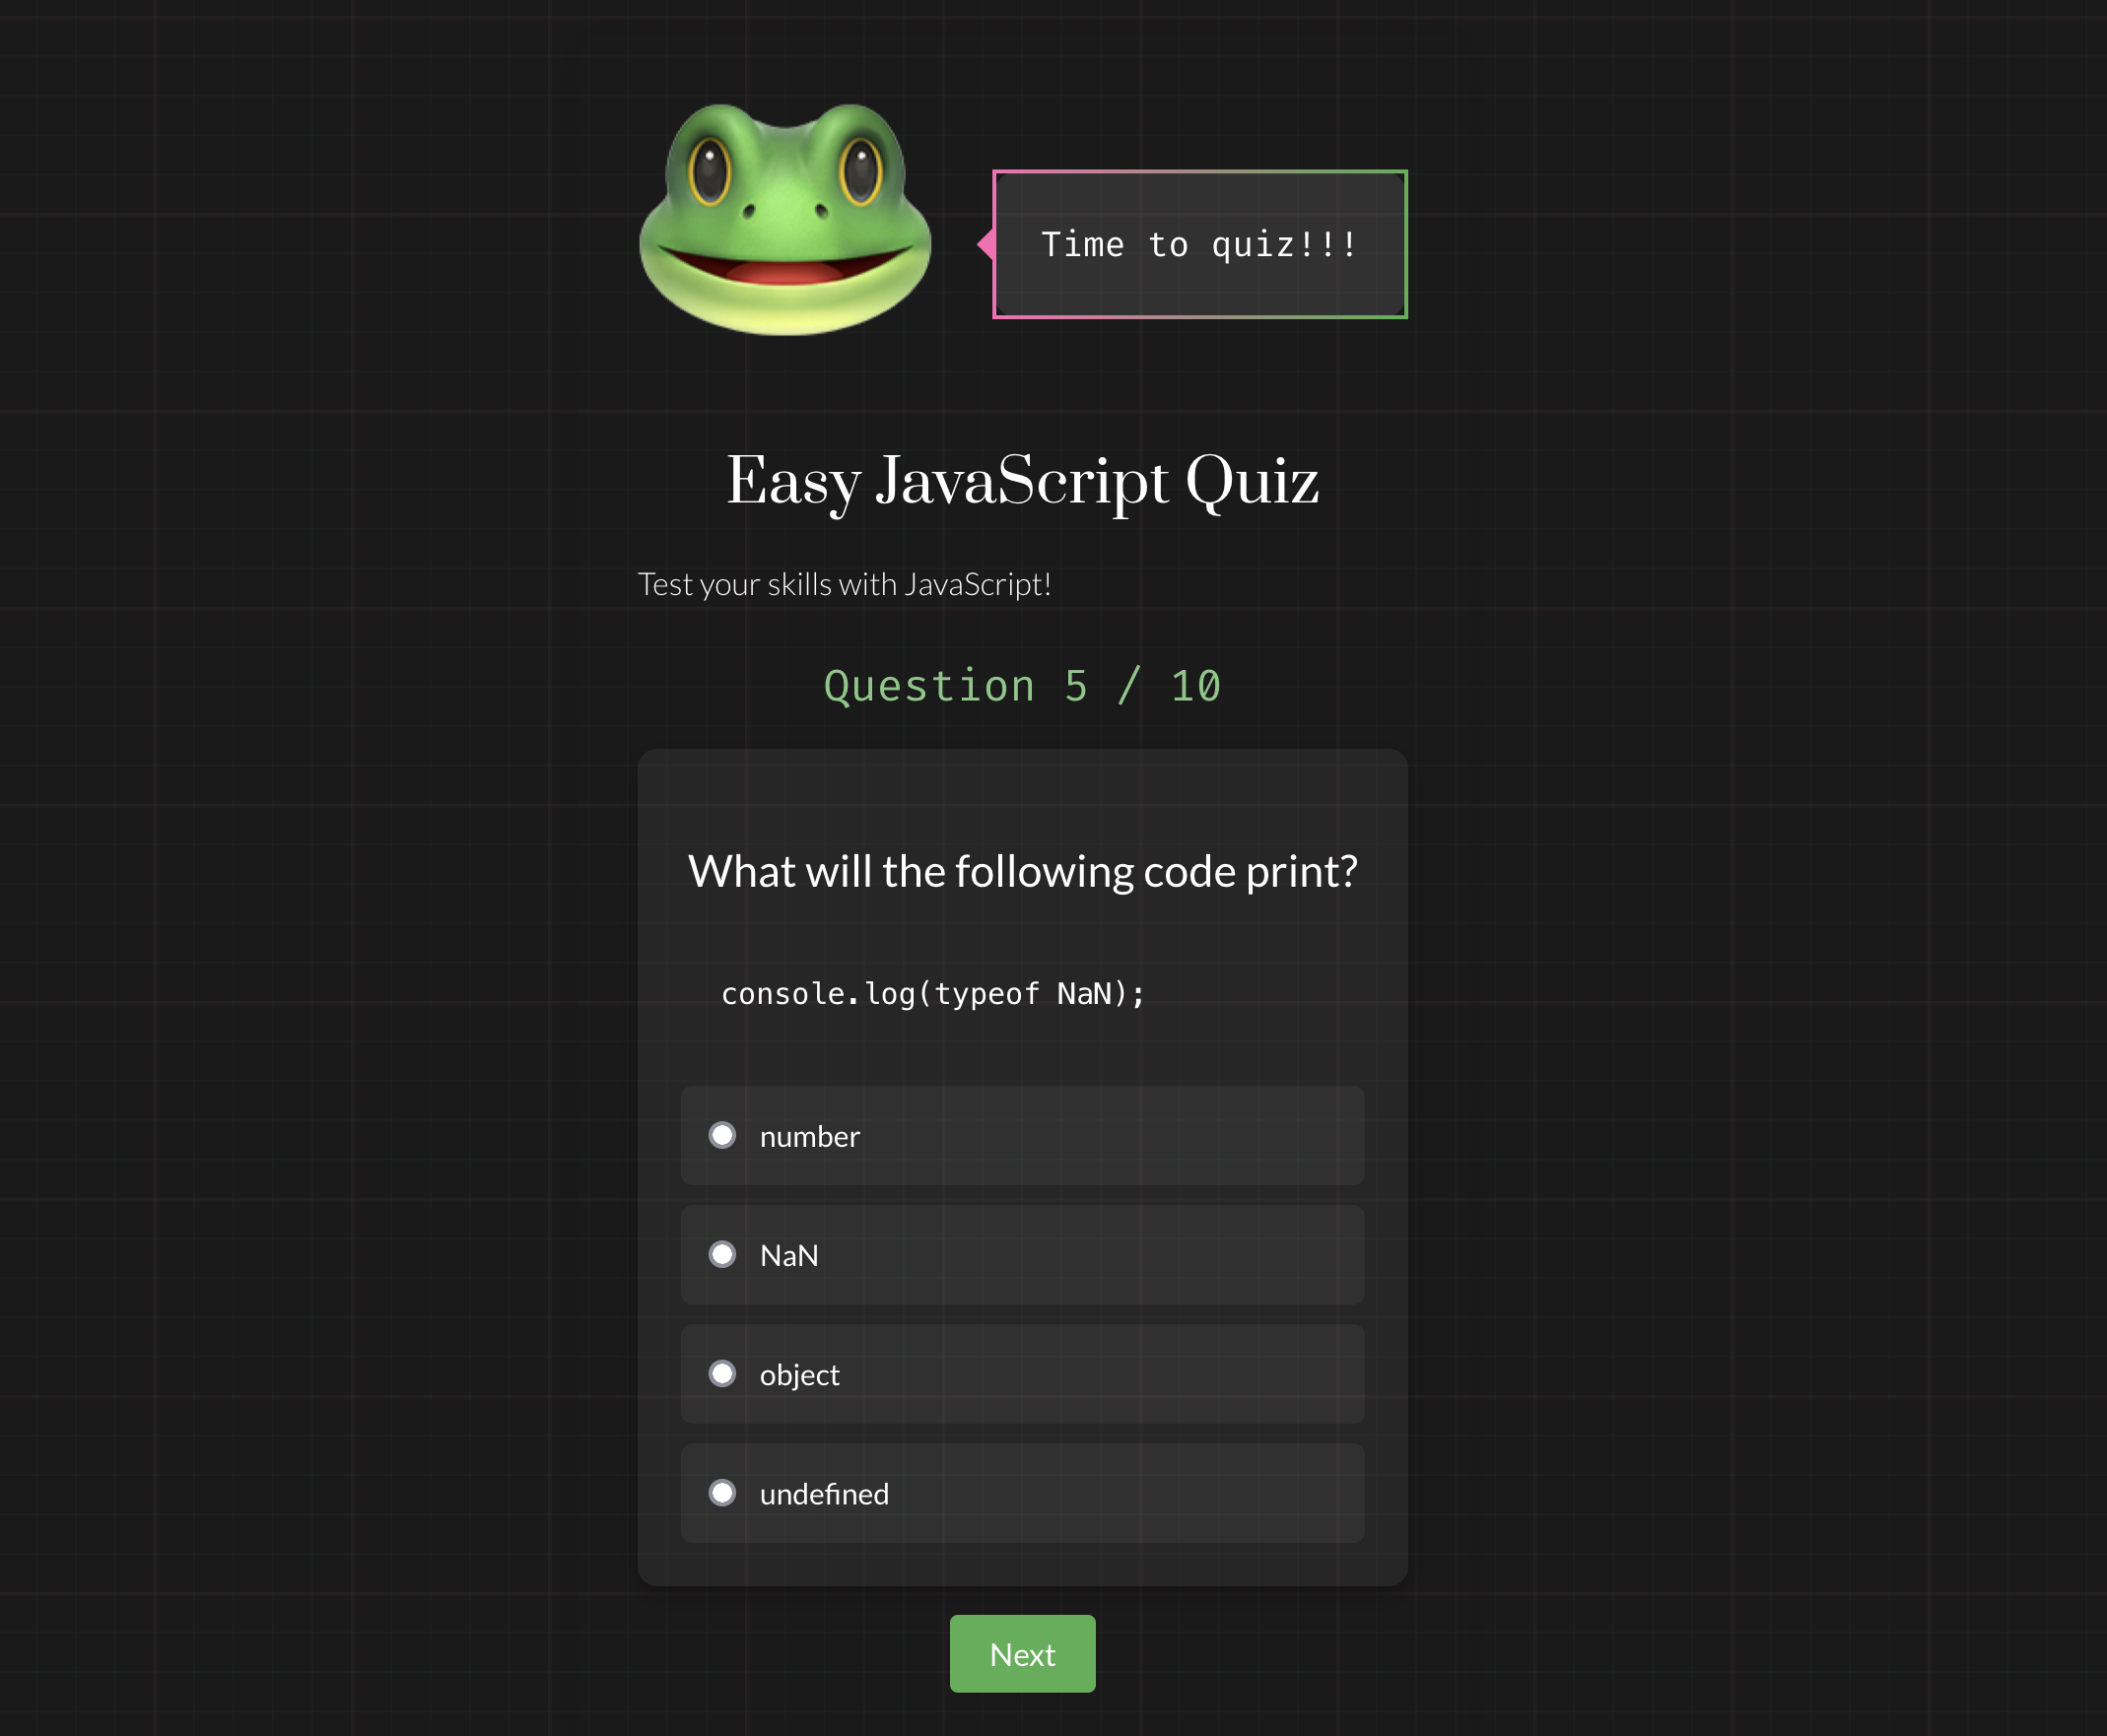 Time to quiz!!!
Easy JavaScript Quiz
Test your skills with JavaScript!
Question 5 / 10
What will the following code print?
console.log(typeof NaN);
number
NaN
object
undefined
Next